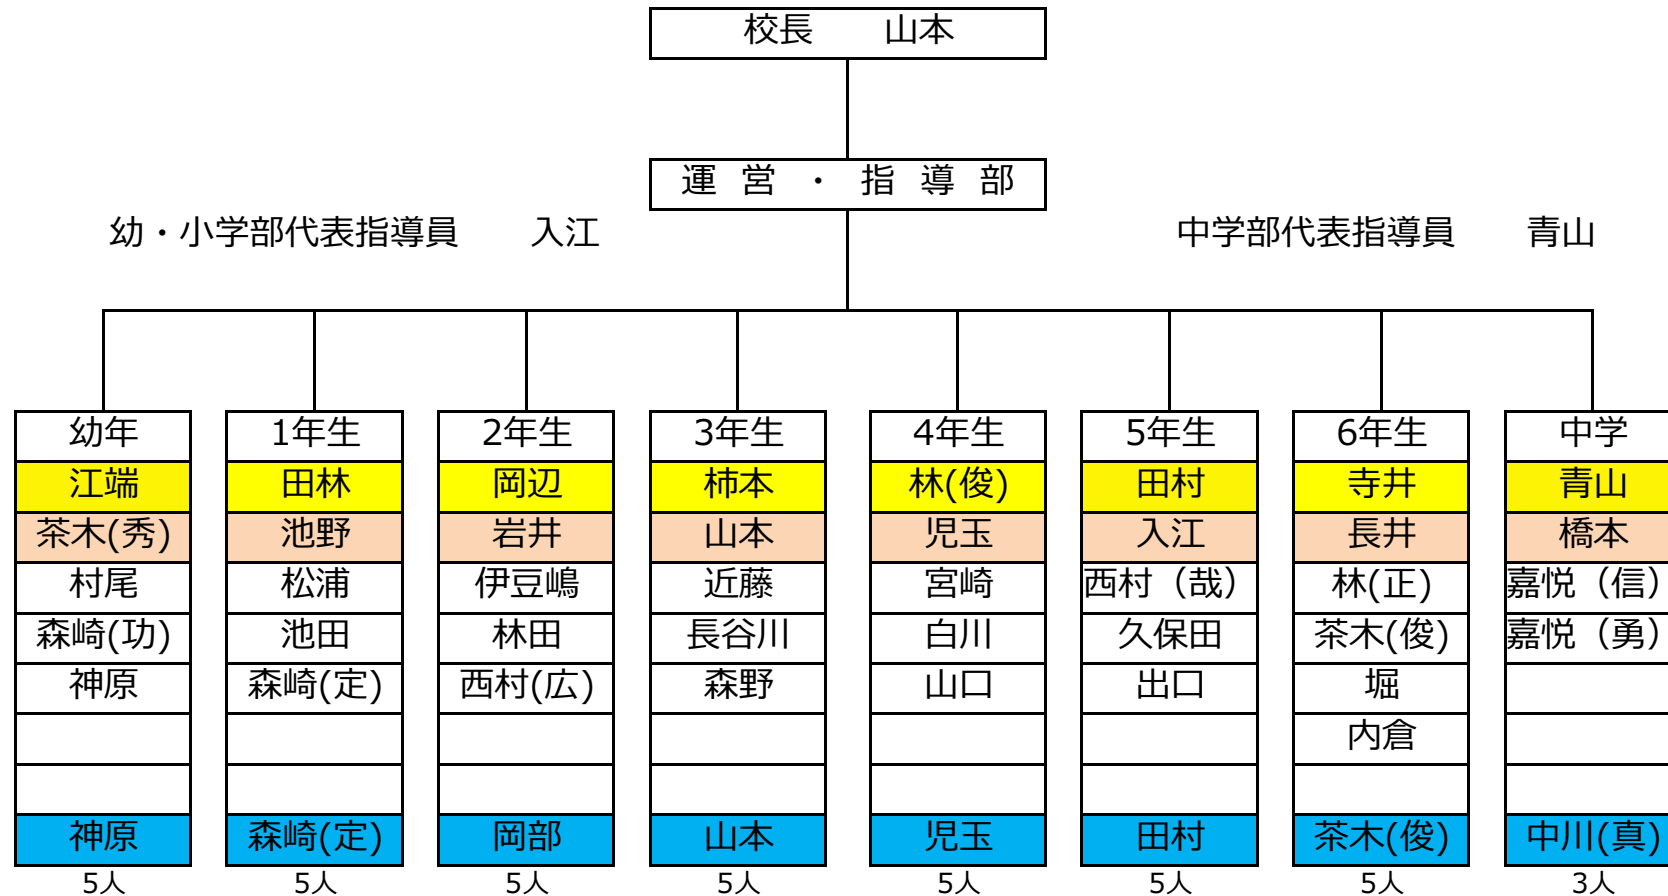 校長　　山本
運 営 ・ 指 導 部
幼・小学部代表指導員　　入江　　中学部代表指導員　　青山
幼年 1年生 2年生 3年生 4年生 5年生 6年生 中学
江端 田林 岡辺 柿本 林(俊) 田村 寺井 青山
茶木(秀) 池野 岩井 山本 児玉 入江 長井 橋本
村尾 松浦 伊豆嶋 近藤 宮崎 西村（哉） 林(正) 嘉悦（信）
森崎(功) 池田 林田 長谷川 白川 久保田 茶木(俊) 嘉悦（勇）
神原 森崎(定) 西村(広) 森野 山口 出口 堀
内倉
神原 森崎(定) 岡部 山本 児玉 田村 茶木(俊) 中川(真)
5人 5人 5人 5人 5人 5人 5人 3人